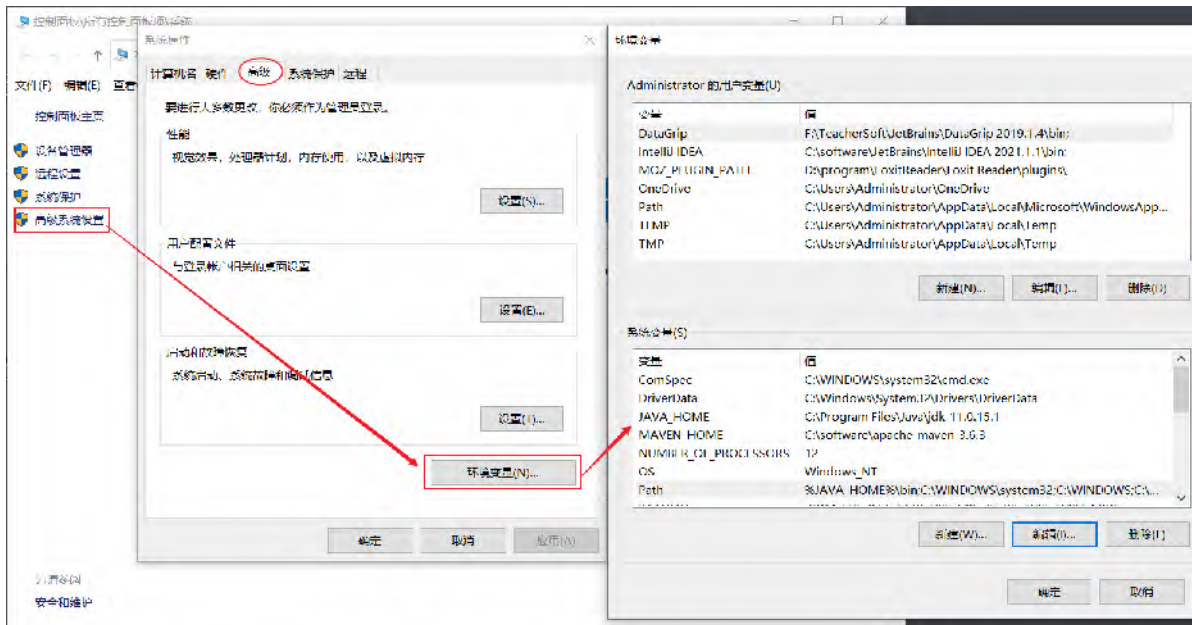 控制面板\所有控制面板项\系统
文件(F) 编辑(E) 查看
控制面板主页
设备管理器
远程设置
系统保护
高级系统设置
安全和维护
计算机名 硬件 高级 系统保护 远程
要进行大多数更改，你必须作为管理员登录。
性能
视觉效果，处理器计划，内存使用，以及虚拟内存
设置(S)...
用户配置文件
与登录帐户相关的桌面设置
设置(E)...
启动和故障恢复
系统启动、系统故障和调试信息
设置(T)...
环境变量(N)...
确定 取消 应用(A)
环境变量
Administrator 的用户变量(U)
变量 值
DataGrip F:\TeacherSoft\JetBrains\DataGrip 2019.1.4\bin;
IntelliJ IDEA C:\software\JetBrains\IntelliJ IDEA 2021.1.1\bin;
MOZ_PLUGIN_PATH D:\program\FoxitReader\Foxit Reader\plugins\
OneDrive C:\Users\Administrator\OneDrive
Path C:\Users\Administrator\AppData\Local\Microsoft\WindowsApp...
TEMP C:\Users\Administrator\AppData\Local\Temp
TMP C:\Users\Administrator\AppData\Local\Temp
新建(N)... 编辑(E)... 删除(D)
系统变量(S)
变量 值
ComSpec C:\WINDOWS\system32\cmd.exe
DriverData C:\Windows\System32\Drivers\DriverData
JAVA_HOME C:\Program Files\Java\jdk-11.0.15.1
MAVEN_HOME C:\software\apache-maven-3.6.3
NUMBER_OF_PROCESSORS 12
OS Windows_NT
Path %JAVA_HOME%\bin;C:\WINDOWS\system32;C:\WINDOWS;C:\...
新建(W)... 编辑(I)... 删除(L)
确定 取消